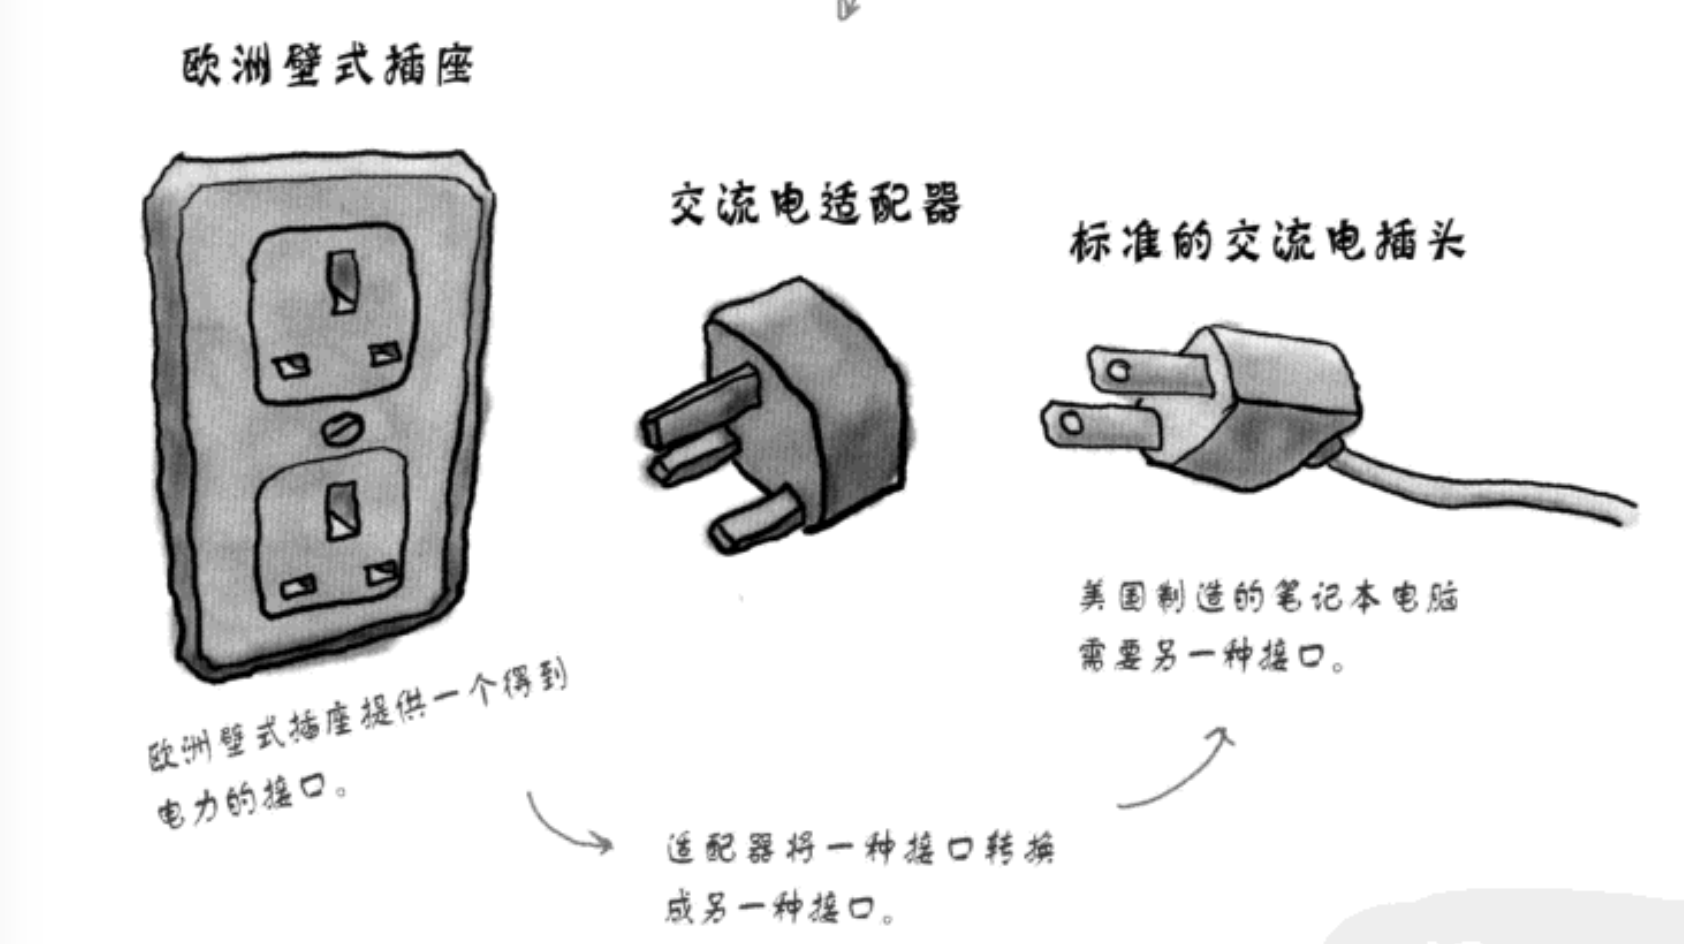 欧洲壁式插座
交流电适配器
标准的交流电插头
欧洲壁式插座提供一个得到
电力的接口。
适配器将一种接口转换
成另一种接口。
美国制造的笔记本电脑
需要另一种接口。